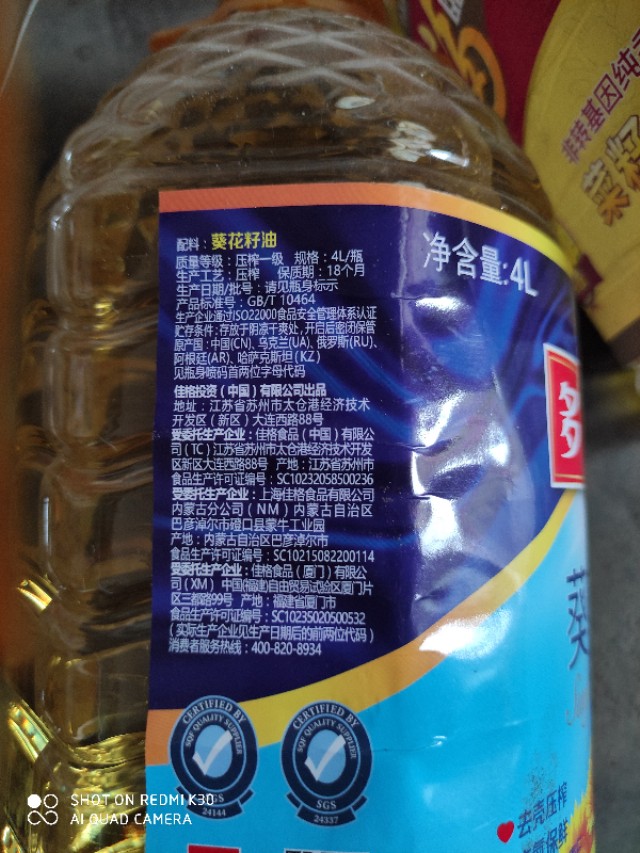 配料：葵花籽油
质量等级：压榨一级 规格：4L/瓶
生产工艺：压榨 保质期：18个月
生产日期/批号：请见瓶身标示
产品标准号：GB/T 10464
生产企业通过ISO22000食品安全管理体系认证
贮存条件：存放于阴凉干爽处，开启后密闭保管
原产国：中国(CN)、乌克兰(UA)、俄罗斯(RU)、
阿根廷(AR)、哈萨克斯坦(KZ)
见瓶身喷码首两位字母代码
佳格投资（中国）有限公司出品
地址：江苏省苏州市太仓港经济技术
开发区（新区）大连西路88号
受委托生产企业：佳格食品（中国）有限公
司(TC)江苏省苏州市太仓港经济技术开发
区新区大连西路88号 产地：江苏省苏州市
食品生产许可证编号：SC10232058500236
受委托生产企业：上海佳格食品有限公司
内蒙古分公司（NM）内蒙古自治区
巴彦淖尔市磴口县蒙牛工业园
产地：内蒙古自治区巴彦淖尔市
食品生产许可证编号：SC10215082200114
受委托生产企业：佳格食品（厦门）有限公
司(XM) 中国(福建)自由贸易试验区厦门片
区三都路99号 产地：福建省厦门市
食品生产许可证编号：SC10235020500532
（实际生产企业见生产日期后的前两位代码）
消费者服务热线：400-820-8934
净含量:4L
多
葵
非转基因纯
菜籽
CERTIFIED BY
SQF QUALITY SUPPLIER
SGS
24144
CERTIFIED BY
SQF QUALITY SUPPLIER
SGS
24337
去壳压榨
保鲜
SHOT ON REDMI K30
AI QUAD CAMERA